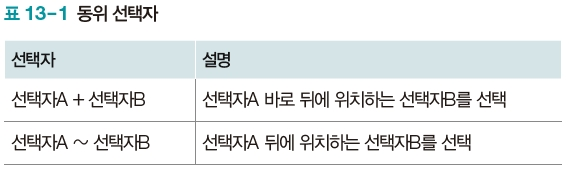 표 13-1 동위 선택자
선택자 설명
선택자A + 선택자B 선택자A 바로 뒤에 위치하는 선택자B를 선택
선택자A ~ 선택자B 선택자A 뒤에 위치하는 선택자B를 선택